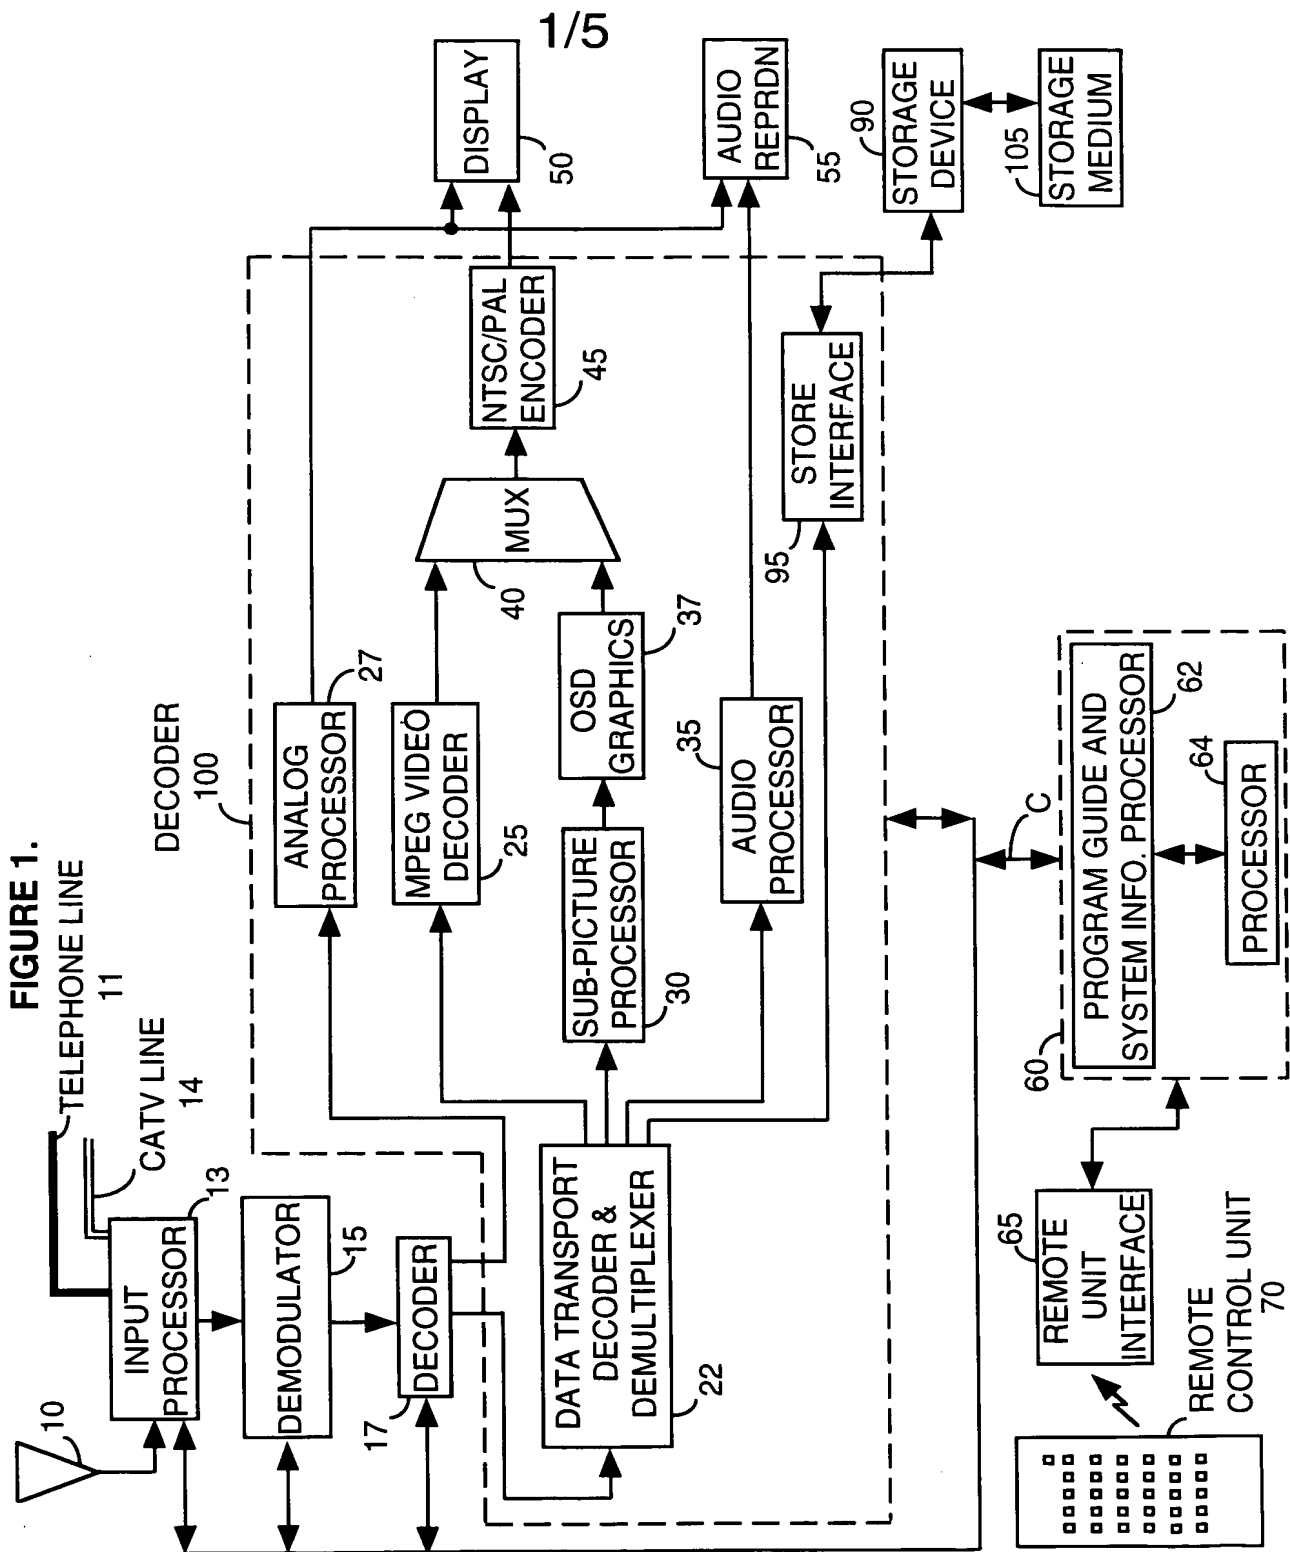 1/5
FIGURE 1.
TELEPHONE LINE
11
CATV LINE
14
10
INPUT
PROCESSOR
13
DEMODULATOR
15
DECODER
17
DECODER
100
ANALOG
PROCESSOR
27
MPEG VIDEO
DECODER
25
DATA TRANSPORT
DECODER &
DEMULTIPLEXER
22
SUB-PICTURE
PROCESSOR
30
OSD
GRAPHICS
37
MUX
40
NTSC/PAL
ENCODER
45
DISPLAY
50
AUDIO
PROCESSOR
35
AUDIO
REPRDN
55
STORE
INTERFACE
95
STORAGE
DEVICE
90
STORAGE
MEDIUM
105
C
60
PROGRAM GUIDE AND
SYSTEM INFO. PROCESSOR
62
PROCESSOR
64
REMOTE
UNIT
INTERFACE
65
REMOTE
CONTROL UNIT
70